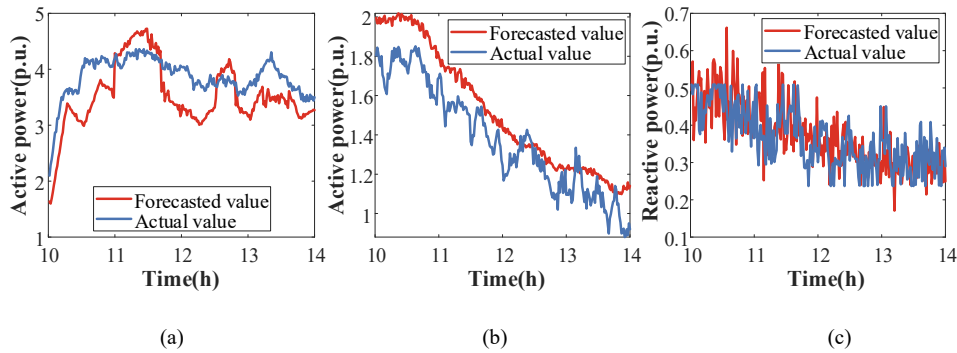 5
4
3
2
1
Active power(p.u.)
Forecasted value
Actual value
10 11 12 13 14
Time(h)
(a)
2
1.8
1.6
1.4
1.2
1
Active power(p.u.)
Forecasted value
Actual value
10 11 12 13 14
Time(h)
(b)
0.7
0.6
0.5
0.4
0.3
0.2
0.1
Reactive power(p.u.)
Forecasted value
Actual value
10 11 12 13 14
Time(h)
(c)